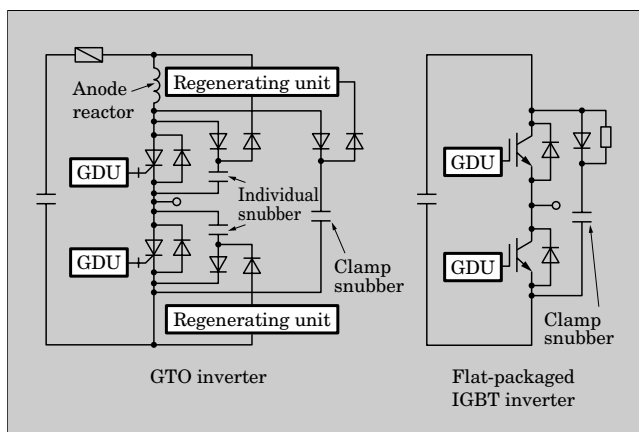 Regenerating unit
Anode
reactor
GDU
Individual
snubber
GDU
Clamp
snubber
Regenerating unit
GTO inverter
GDU
GDU
Clamp
snubber
Flat-packaged
IGBT inverter